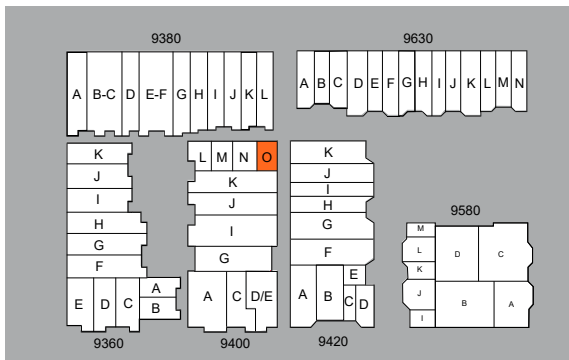 9380
A B-C D E-F G H I J K L
9630
A B C D E F G H I J K L M N
K
J
I
H
G
F
E D C A
B
9360
L M N O
K
J
I
G
A C D/E
9400
K
J
I
H
G
F
E
A B C D
9420
9580
M
L
K
J
I
D C
B A